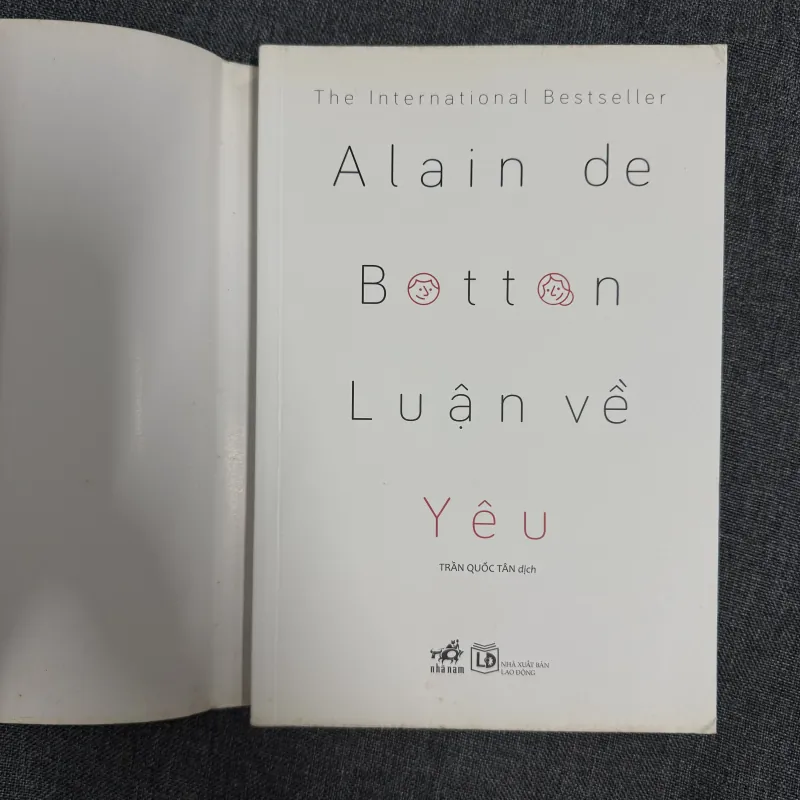 The International Bestseller
Alain de
Botton
Luận về
Yêu
TRẦN QUỐC TÂN dịch
nhã nam
LĐ
NHÀ XUẤT BẢN
LAO ĐỘNG